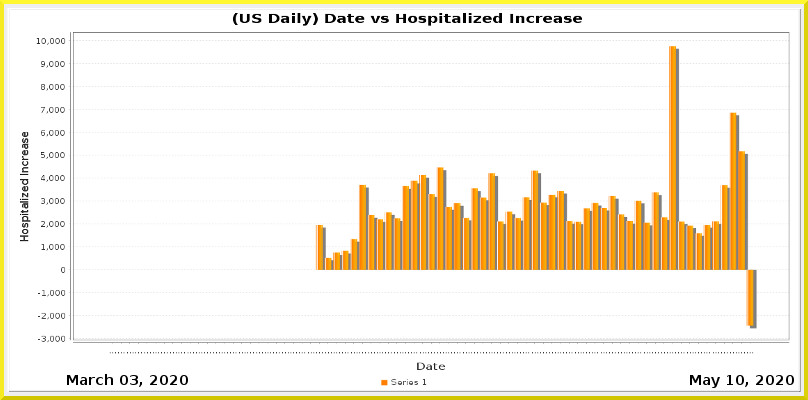 (US Daily) Date vs Hospitalized Increase
10,000
9,000
8,000
7,000
6,000
5,000
4,000
3,000
2,000
1,000
0
-1,000
-2,000
-3,000
Hospitalized Increase
Date
March 03, 2020
Series 1
May 10, 2020